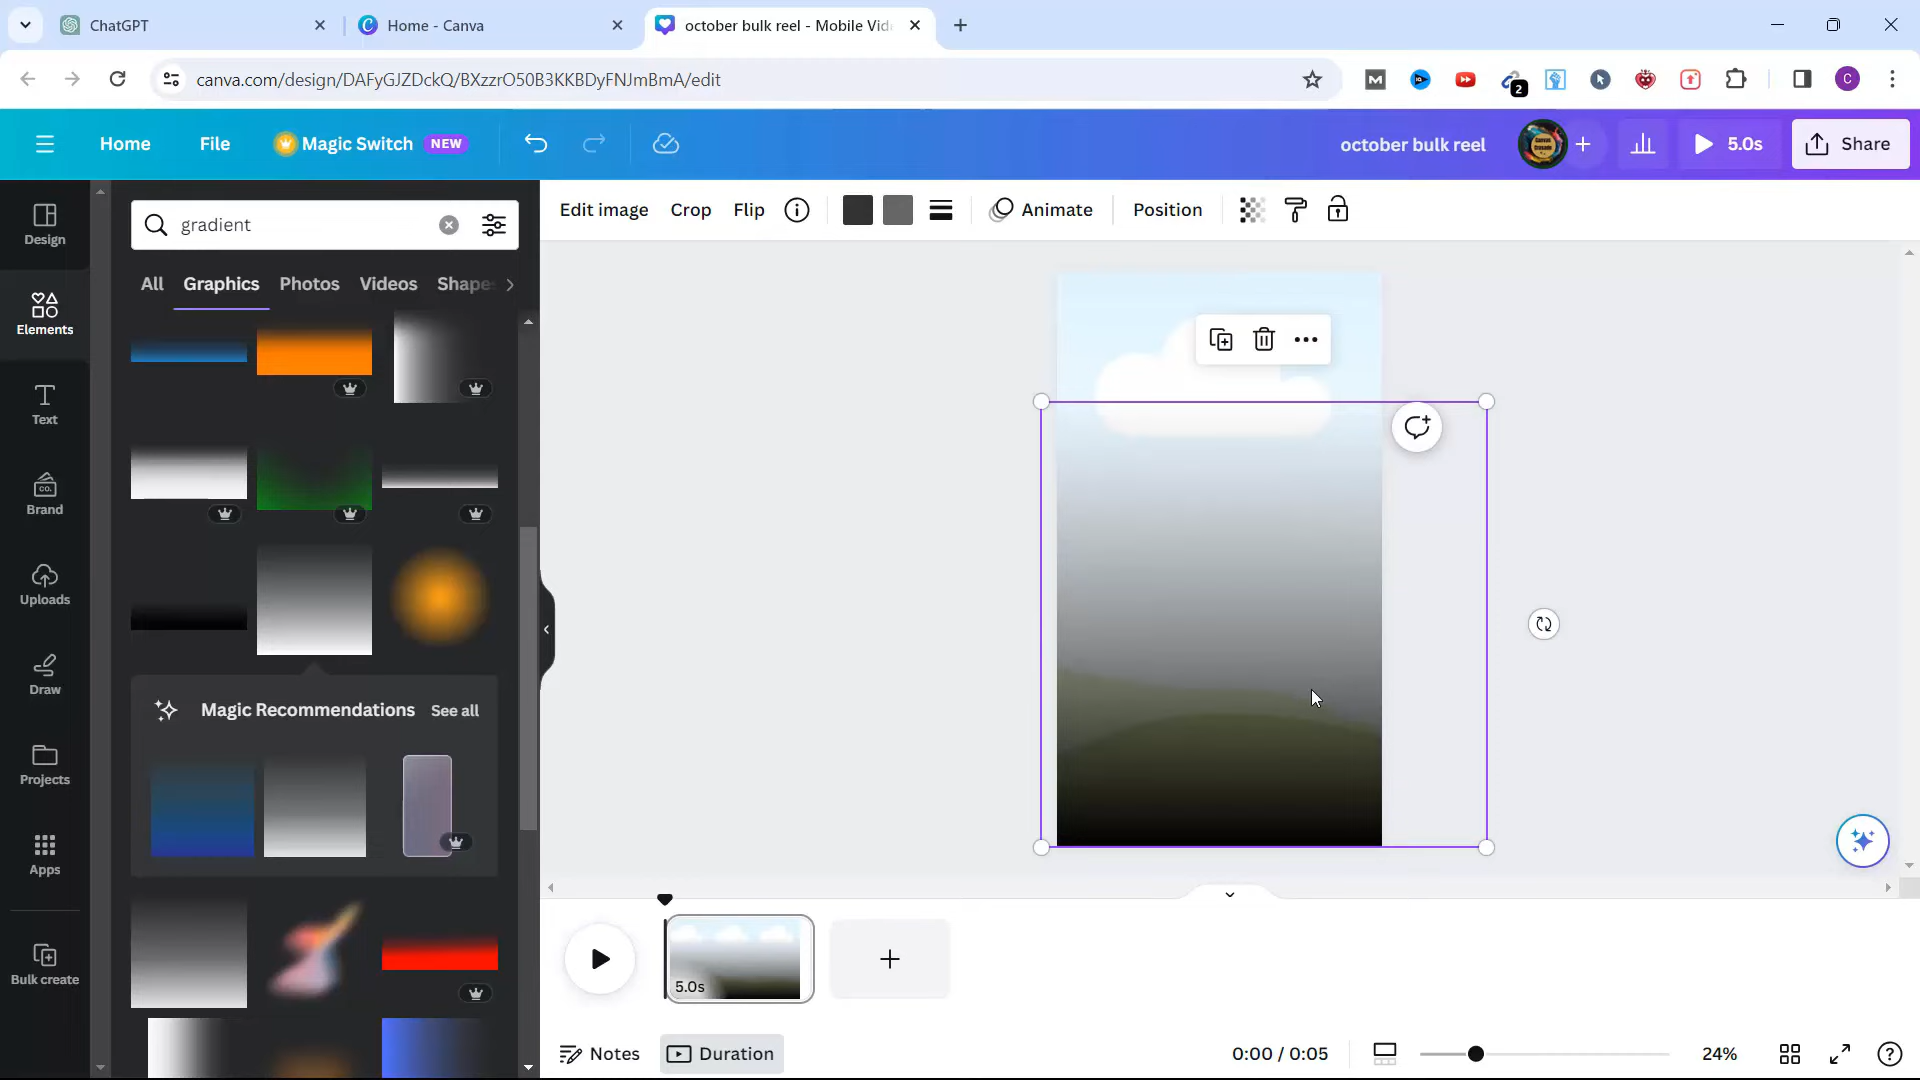 ChatGPT
Home - Canva
october bulk reel - Mobile Vid
canva.com/design/DAFyGJZDckQ/BXzzrO50B3KKBDyFNJmBmA/edit
2
C
Home
File
Magic Switch NEW
october bulk reel
5.0s
Share
Design
Elements
Text
Brand
Uploads
Draw
Projects
Apps
Bulk create
gradient
All
Graphics
Photos
Videos
Shapes
Magic Recommendations
See all
Edit image
Crop
Flip
Animate
Position
5.0s
Notes
Duration
0:00 / 0:05
24%